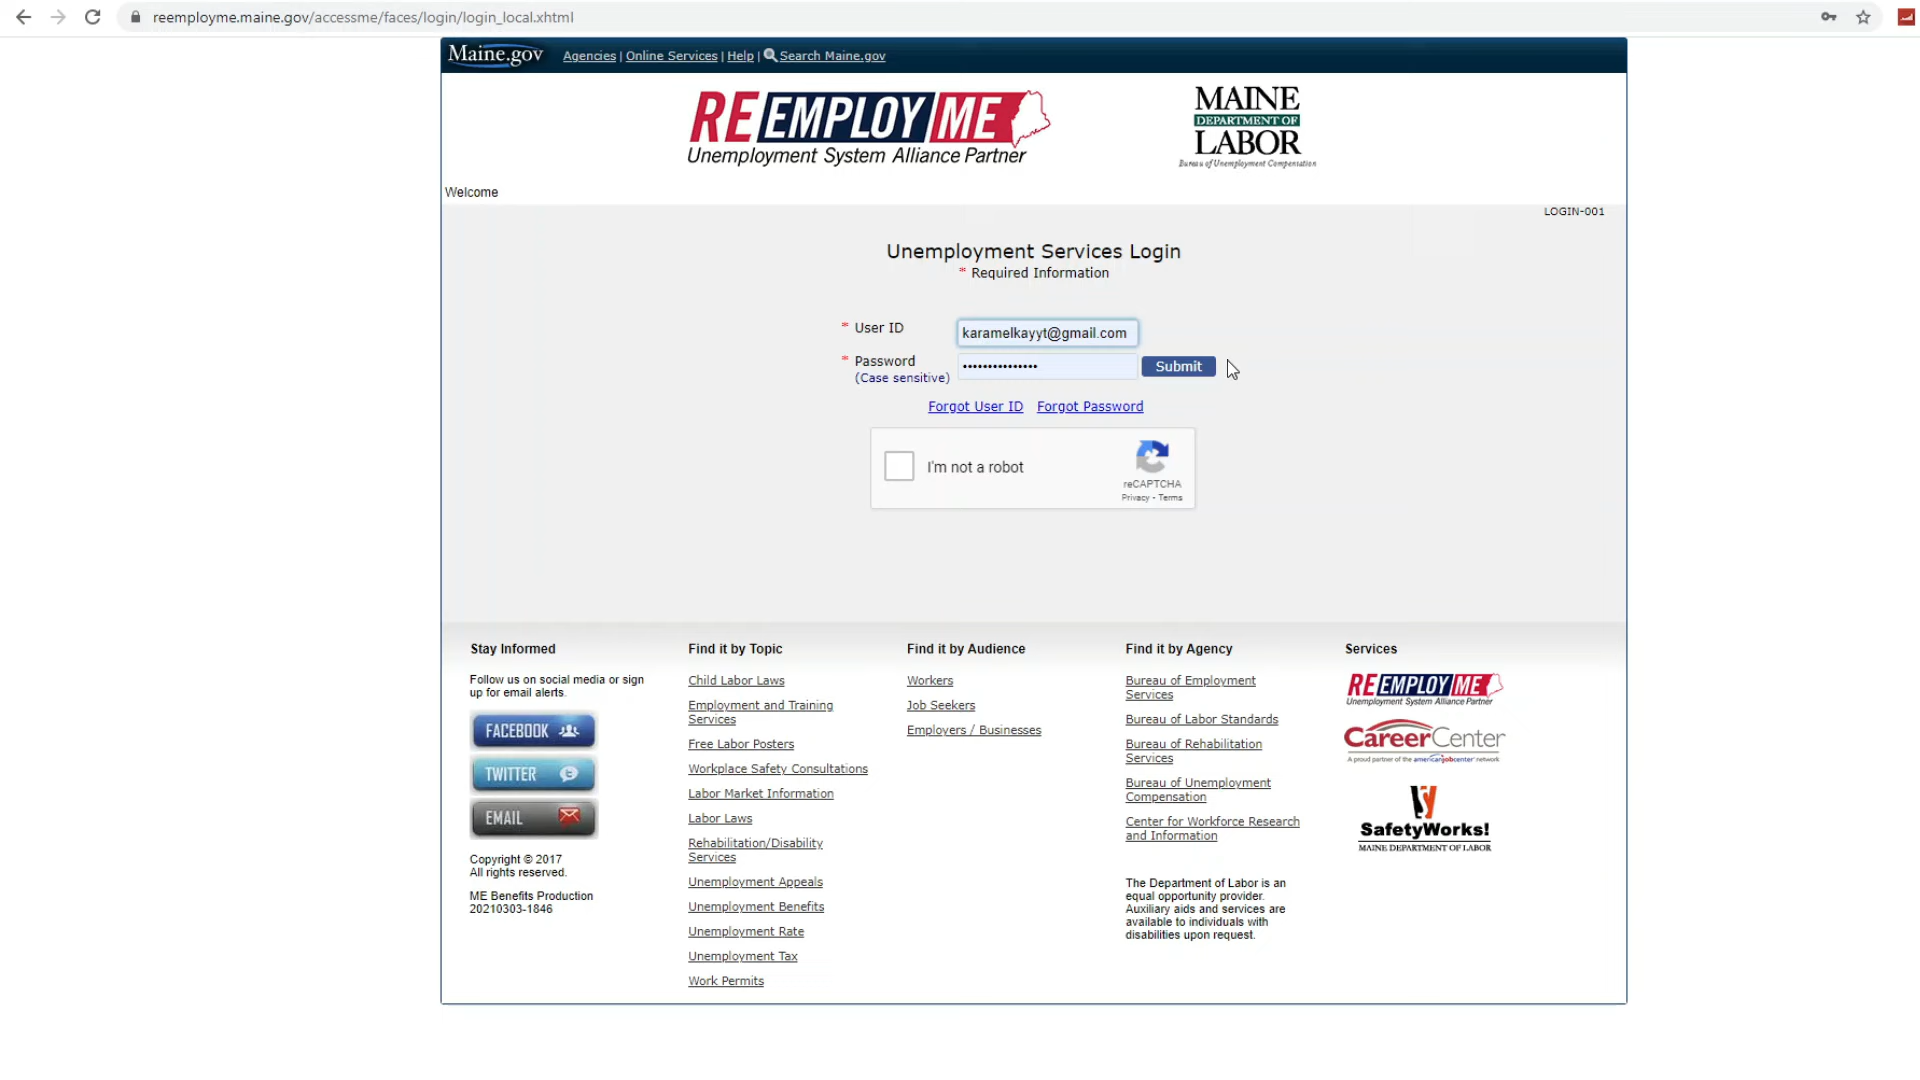 reemployme.maine.gov/accessme/faces/login/login_local.xhtml
Maine.gov Agencies | Online Services | Help | Search Maine.gov
REEMPLOYME
Unemployment System Alliance Partner
MAINE
DEPARTMENT OF
LABOR
Bureau of Unemployment Compensation
Welcome
LOGIN-001
Unemployment Services Login
* Required Information
* User ID karamelkayyt@gmail.com
* Password ••••••••••••••• Submit
(Case sensitive)
Forgot User ID Forgot Password
I'm not a robot
reCAPTCHA
Privacy - Terms
Stay Informed
Follow us on social media or sign
up for email alerts.
FACEBOOK
TWITTER
EMAIL
Copyright © 2017
All rights reserved.
ME Benefits Production
20210303-1846
Find it by Topic
Child Labor Laws
Employment and Training
Services
Free Labor Posters
Workplace Safety Consultations
Labor Market Information
Labor Laws
Rehabilitation/Disability
Services
Unemployment Appeals
Unemployment Benefits
Unemployment Rate
Unemployment Tax
Work Permits
Find it by Audience
Workers
Job Seekers
Employers / Businesses
Find it by Agency
Bureau of Employment
Services
Bureau of Labor Standards
Bureau of Rehabilitation
Services
Bureau of Unemployment
Compensation
Center for Workforce Research
and Information
The Department of Labor is an
equal opportunity provider.
Auxiliary aids and services are
available to individuals with
disabilities upon request.
Services
REEMPLOYME
Unemployment System Alliance Partner
CareerCenter
A proud partner of the americanjobcenter network
SafetyWorks!
MAINE DEPARTMENT OF LABOR